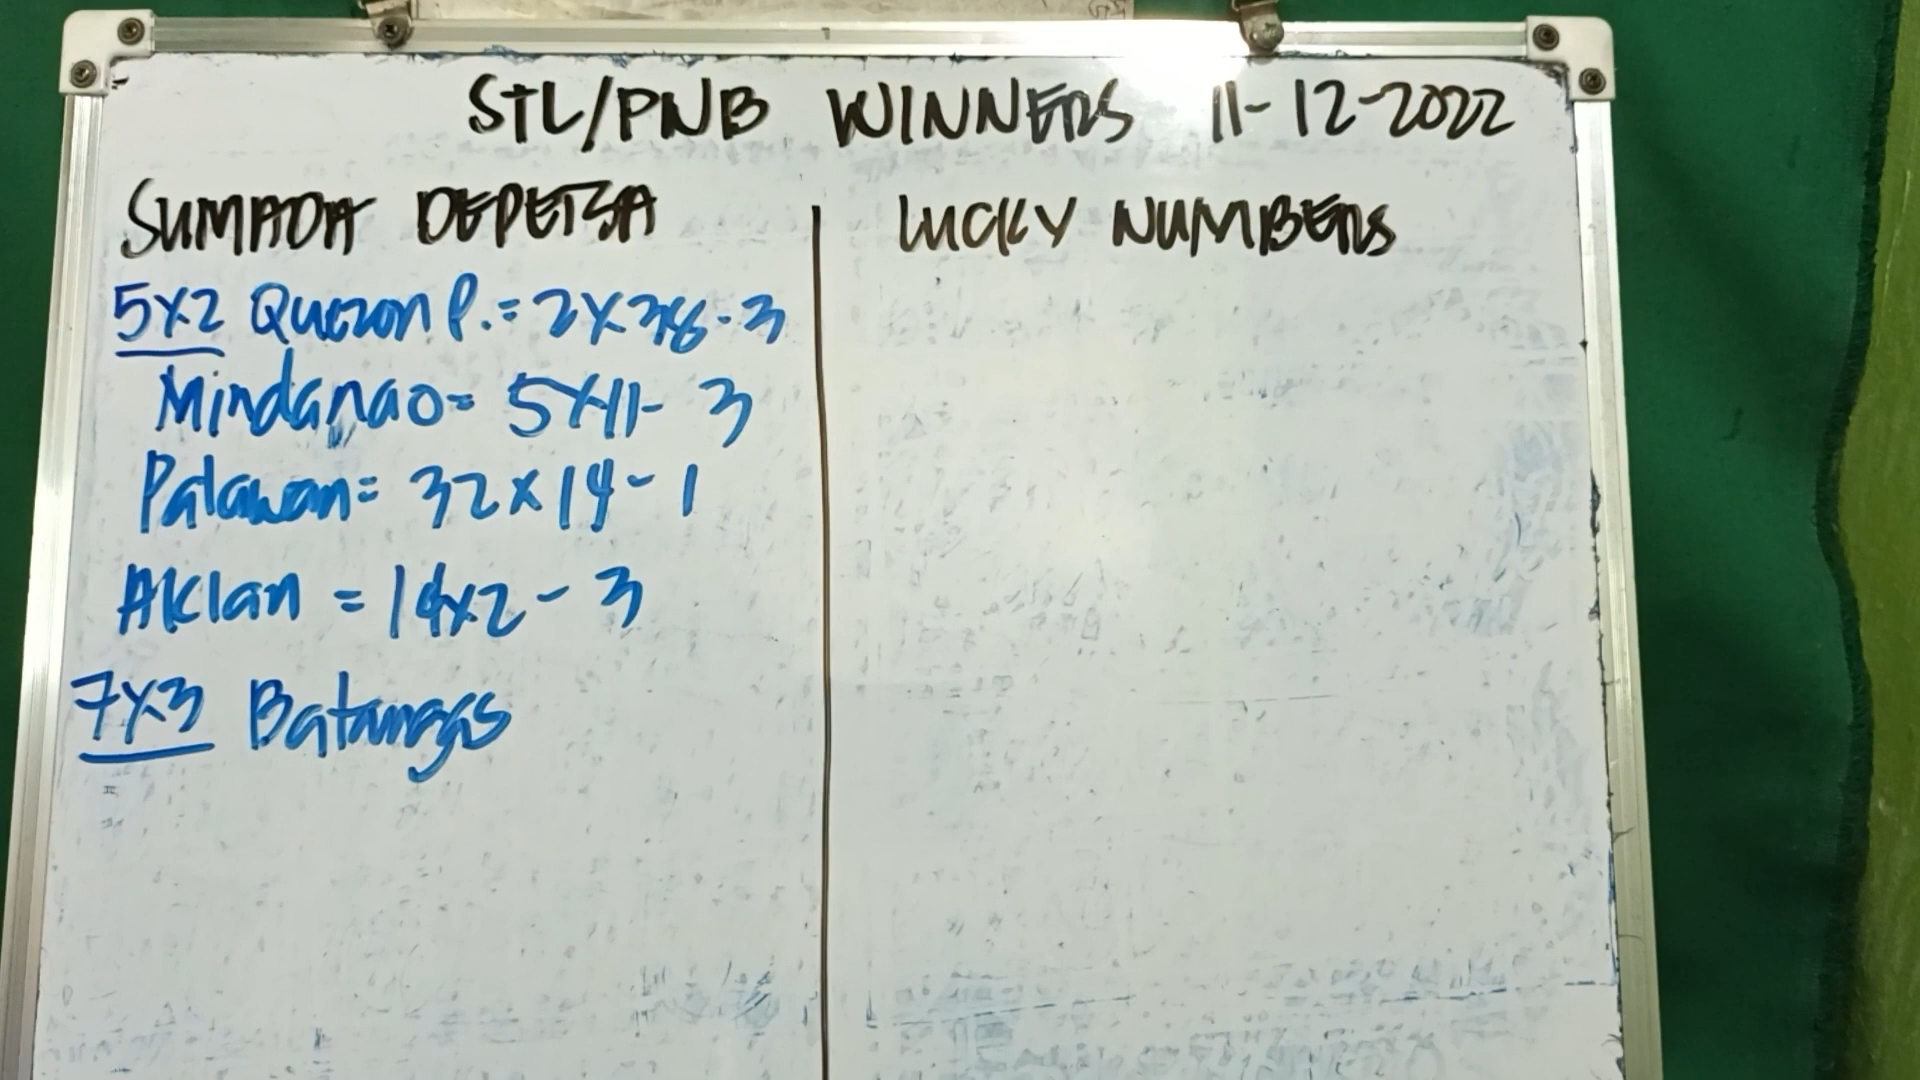 STL/PNB WINNERS 11-12-2022
SUMADA DEPETSA
LUCKY NUMBERS
5X2 Quezon P. = 2X38-3
Mindanao = 5X11-3
Palawan = 32x14-1
Aklan = 14x2-3
7X3 Batangas